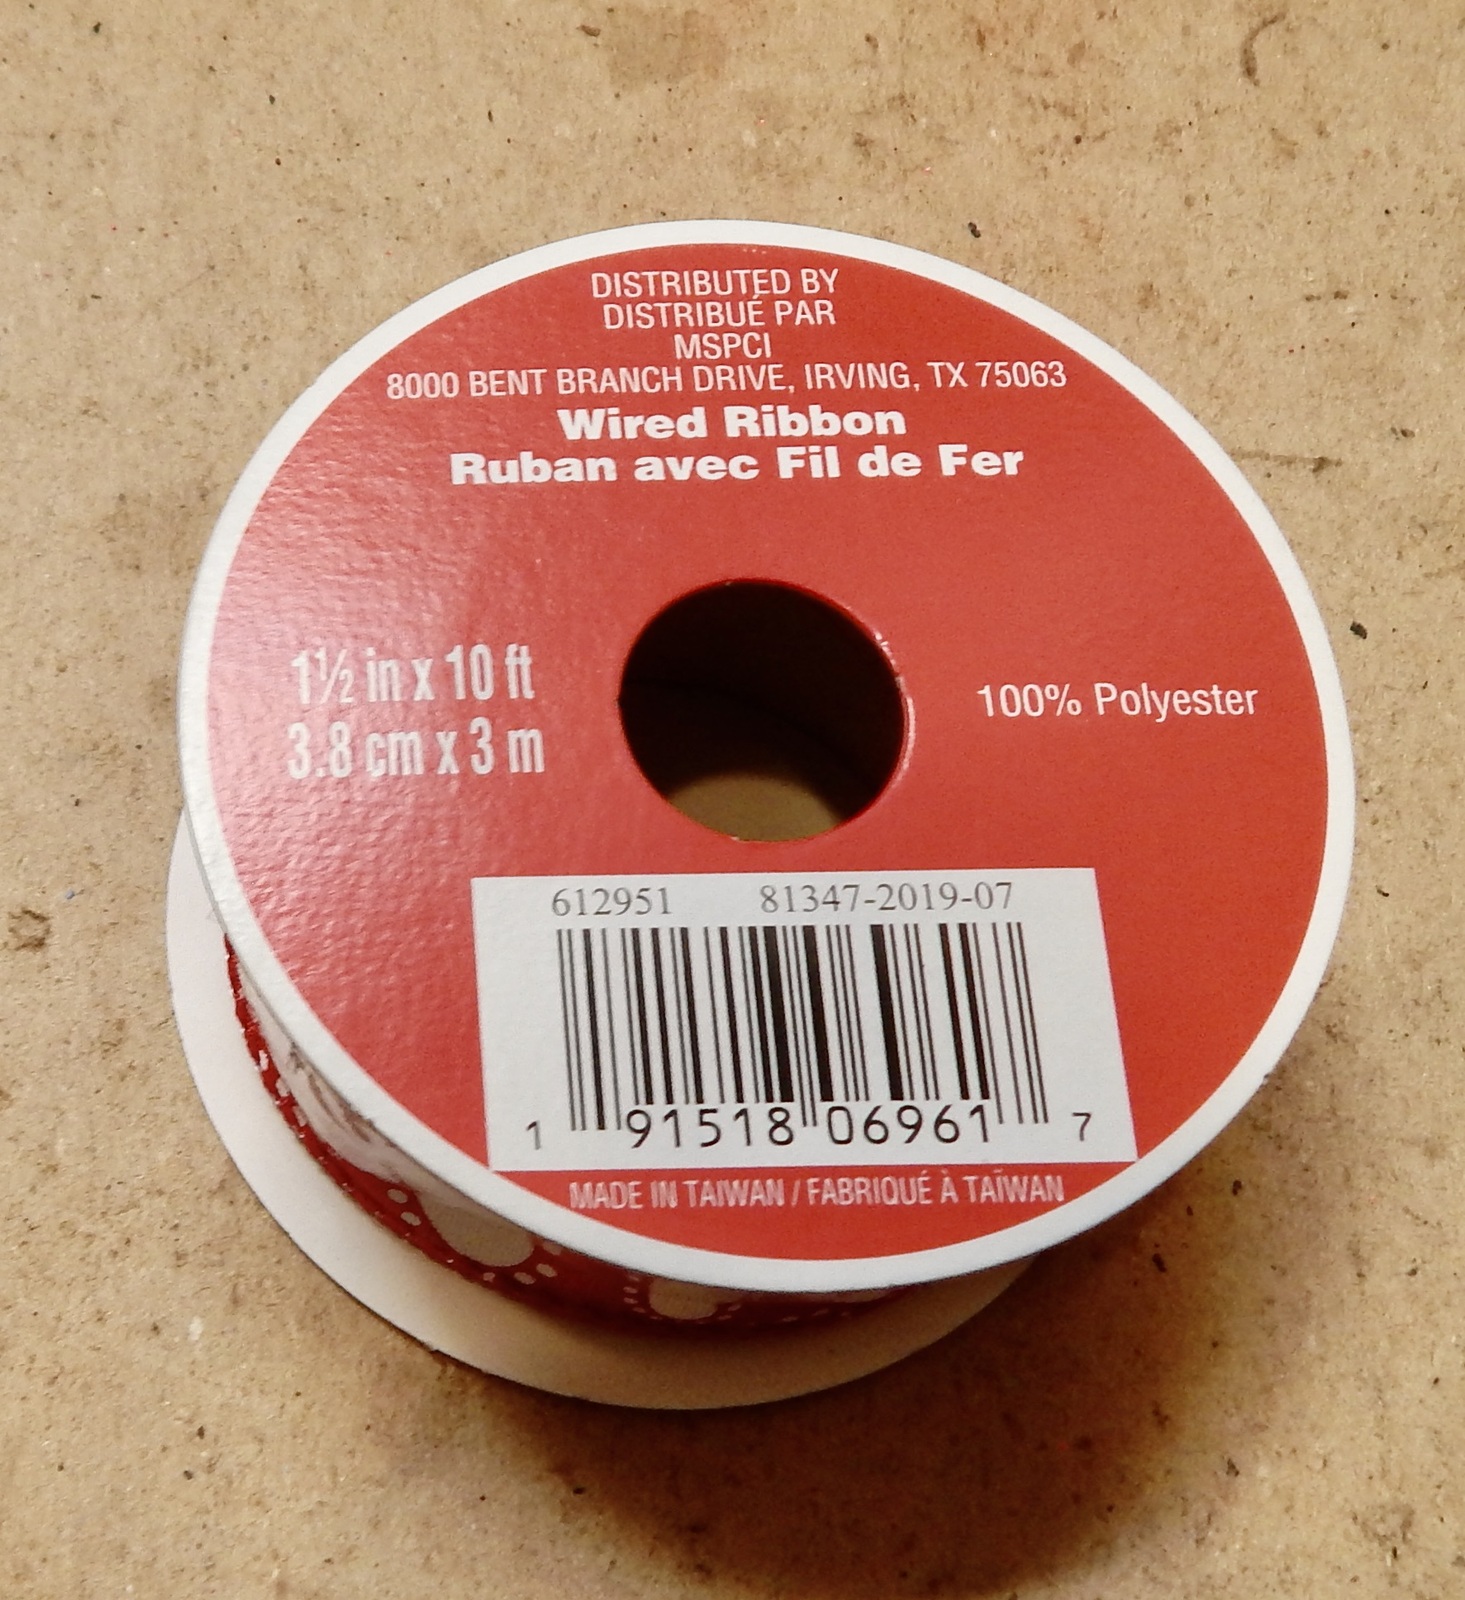 DISTRIBUTED BY
DISTRIBUÉ PAR
MSPCI
8000 BENT BRANCH DRIVE, IRVING, TX 75063
Wired Ribbon
Ruban avec Fil de Fer
1½ in x 10 ft
3.8 cm x 3 m
100% Polyester
612951 81347-2019-07
1 91518 06961 7
MADE IN TAIWAN / FABRIQUÉ À TAÏWAN